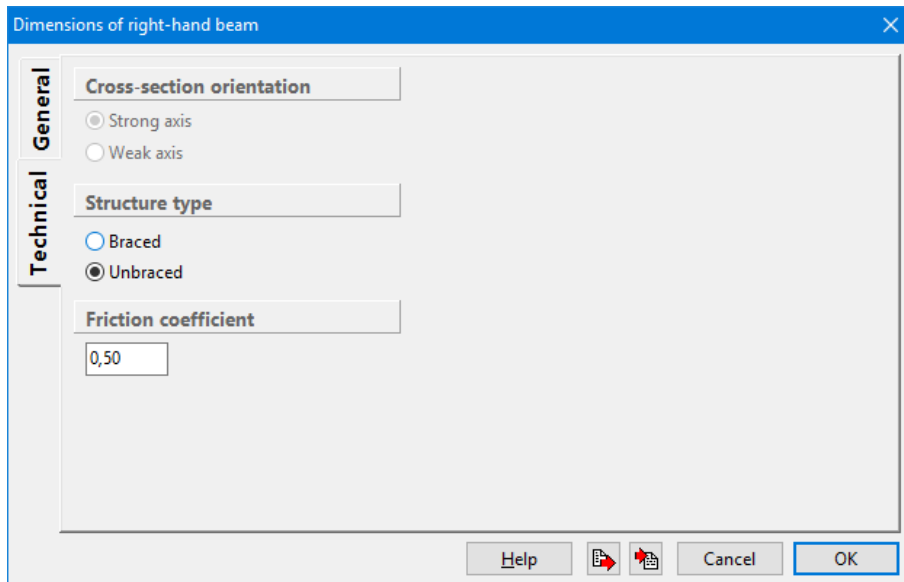 Dimensions of right-hand beam
General
Technical
Cross-section orientation
Strong axis
Weak axis
Structure type
Braced
Unbraced
Friction coefficient
0,50
Help
Cancel
OK